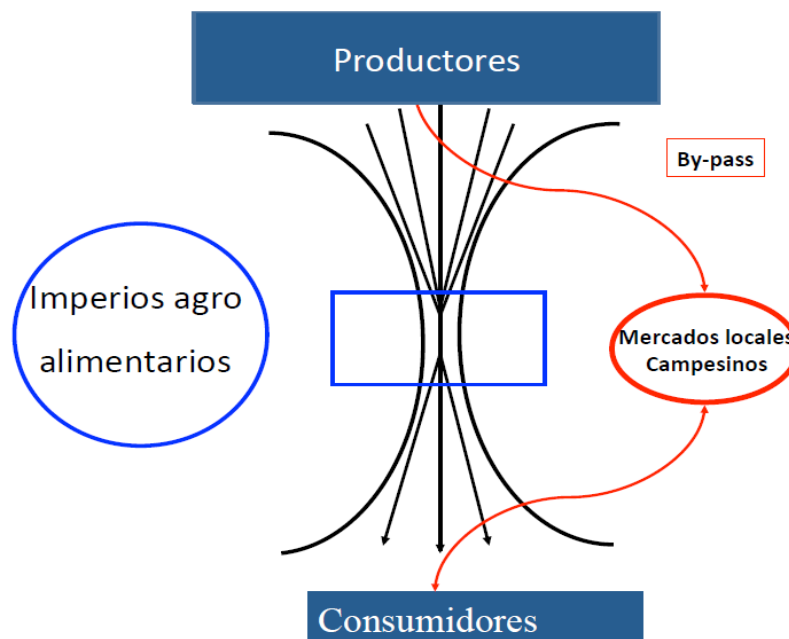 Productores
By-pass
Imperios agro
alimentarios
Mercados locales
Campesinos
Consumidores